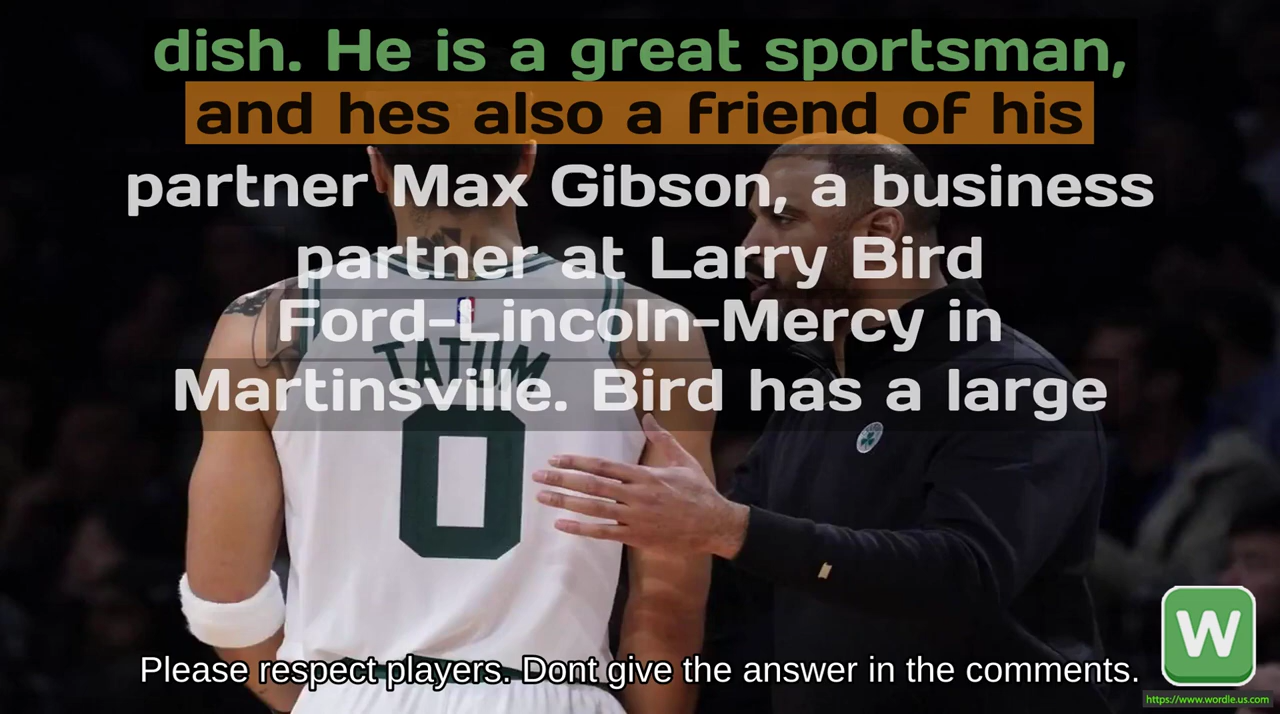 dish. He is a great sportsman,
and hes also a friend of his
partner Max Gibson, a business
partner at Larry Bird
Ford-Lincoln-Mercy in
Martinsville. Bird has a large
TATUM
0
Please respect players. Dont give the answer in the comments.
W
https://www.wordle.us.com